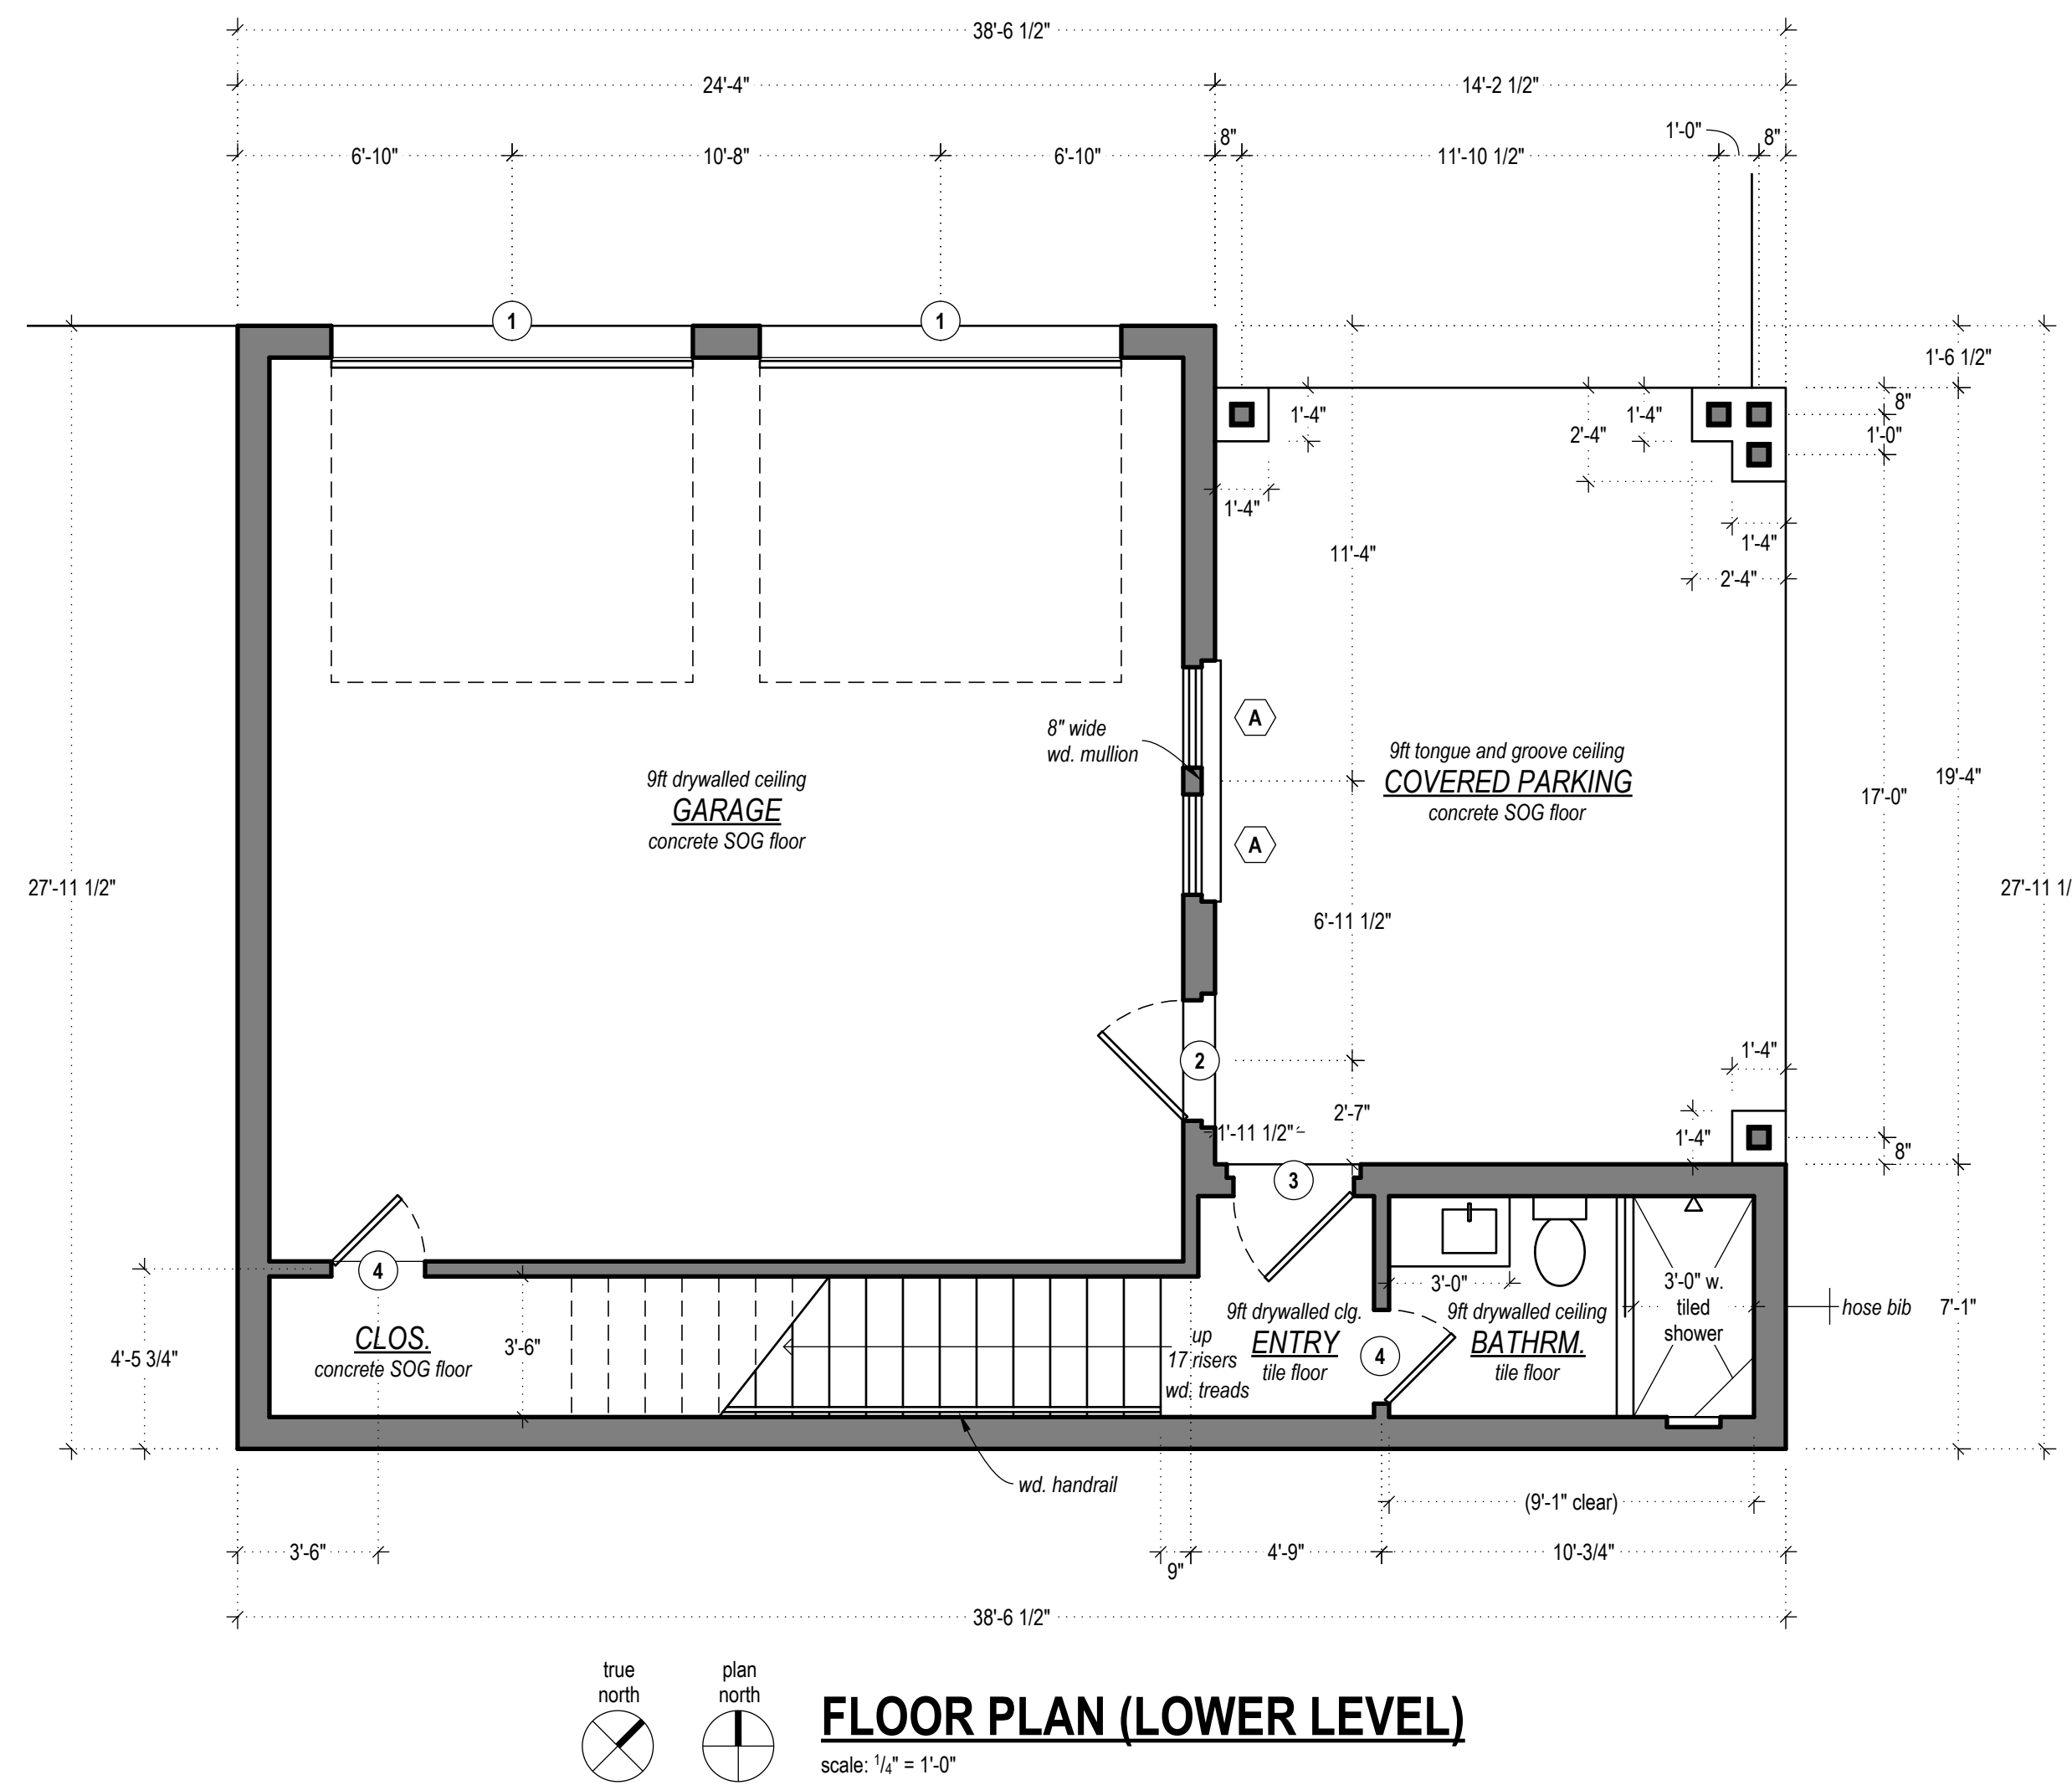 38'-6 1/2"
24'-4"
14'-2 1/2"
6'-10"
10'-8"
6'-10"
8"
11'-10 1/2"
1'-0"
8"
1
1
1'-6 1/2"
1'-4"
2'-4"
1'-4"
8"
1'-0"
1'-4"
1'-4"
2'-4"
11'-4"
8" wide
wd. mullion
A
9ft tongue and groove ceiling
COVERED PARKING
concrete SOG floor
9ft drywalled ceiling
GARAGE
concrete SOG floor
19'-4"
17'-0"
A
27'-11 1/2"
27'-11 1/
6'-11 1/2"
2
1'-4"
2'-7"
1'-11 1/2"
1'-4"
8"
3
4
3'-0"
3'-0" w.
tiled
shower
hose bib
7'-1"
9ft drywalled clg.
ENTRY
tile floor
4
9ft drywalled ceiling
BATHRM.
tile floor
CLOS.
concrete SOG floor
3'-6"
4'-5 3/4"
up
17 risers
wd. treads
wd. handrail
(9'-1" clear)
3'-6"
9"
4'-9"
10'-3/4"
38'-6 1/2"
true
north
plan
north
FLOOR PLAN (LOWER LEVEL)
scale: 1/4" = 1'-0"